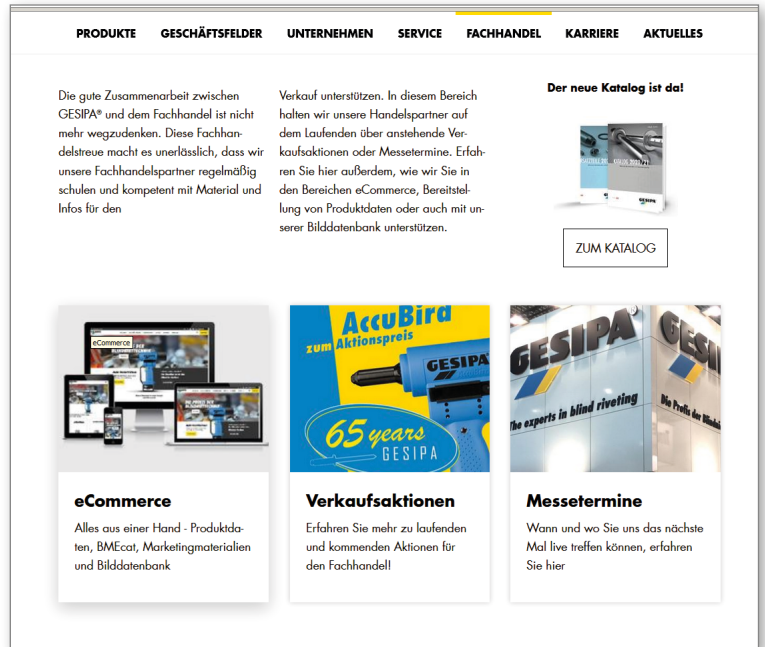 PRODUKTE GESCHÄFTSFELDER UNTERNEHMEN SERVICE FACHHANDEL KARRIERE AKTUELLES
Die gute Zusammenarbeit zwischen
GESIPA® und dem Fachhandel ist nicht
mehr wegzudenken. Diese Fachhan-
delstreue macht es unerlässlich, dass wir
unsere Fachhandelspartner regelmäßig
schulen und kompetent mit Material und
Infos für den
Verkauf unterstützen. In diesem Bereich
halten wir unsere Handelspartner auf
dem Laufenden über anstehende Ver-
kaufsaktionen oder Messetermine. Erfah-
ren Sie hier außerdem, wie wir Sie in
den Bereichen eCommerce, Bereitstel-
lung von Produktdaten oder auch mit un-
serer Bilddatenbank unterstützen.
Der neue Katalog ist da!
GESIPA
ZUM KATALOG
eCommerce
AccuBird
zum Aktionspreis
GESIPA
65 years
GESIPA
GESIPA®
The experts in blind riveting
GESI
Die Profis der Blindn
eCommerce
Alles aus einer Hand - Produktda-
ten, BMEcat, Marketingmaterialien
und Bilddatenbank
Verkaufsaktionen
Erfahren Sie mehr zu laufenden
und kommenden Aktionen für
den Fachhandel!
Messetermine
Wann und wo Sie uns das nächste
Mal live treffen können, erfahren
Sie hier